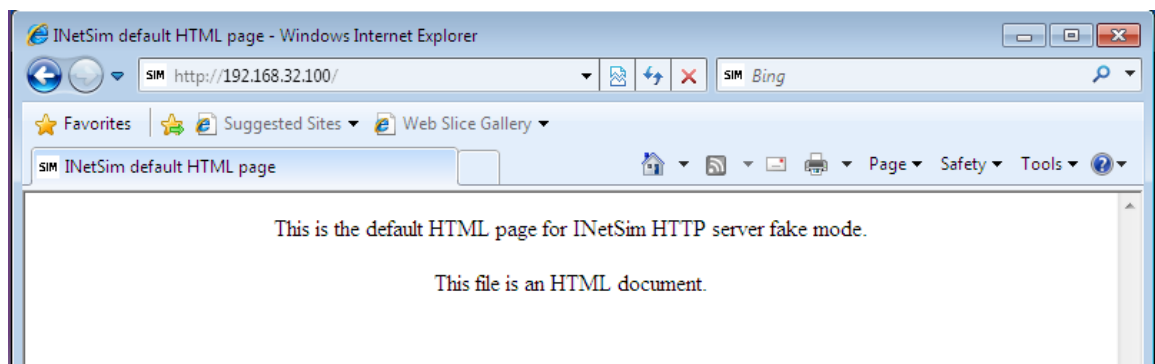 INetSim default HTML page - Windows Internet Explorer
SIM http://192.168.32.100/ SIM Bing
Favorites Suggested Sites Web Slice Gallery
SIM INetSim default HTML page Page Safety Tools
This is the default HTML page for INetSim HTTP server fake mode.
This file is an HTML document.